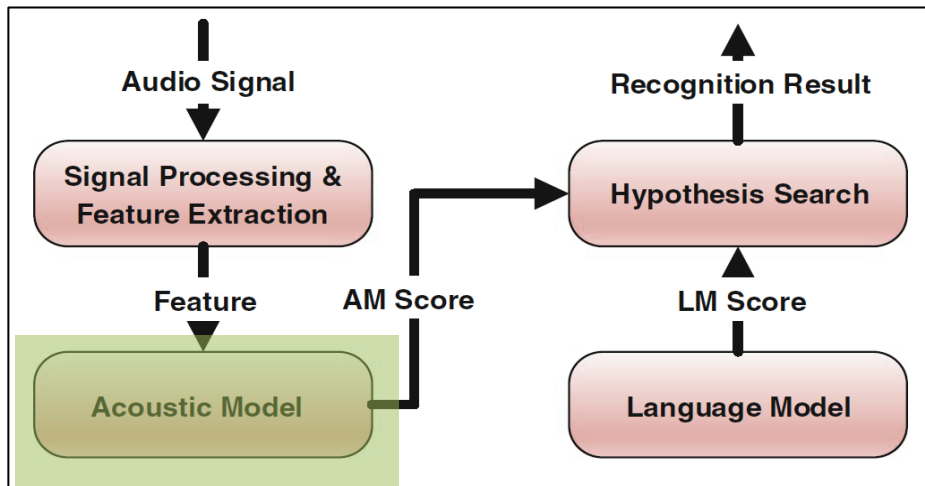 Audio Signal
Signal Processing &
Feature Extraction
Feature
Acoustic Model
AM Score
Recognition Result
Hypothesis Search
LM Score
Language Model